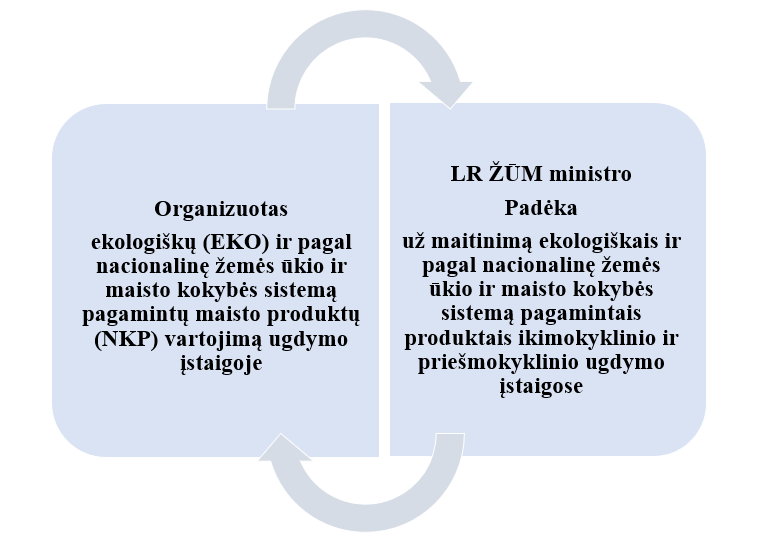 Organizuotas
ekologiškų (EKO) ir pagal
nacionalinę žemės ūkio ir
maisto kokybės sistemą
pagamintų maisto produktų
(NKP) vartojimą ugdymo
įstaigoje
LR ŽŪM ministro
Padėka
už maitinimą ekologiškais ir
pagal nacionalinę žemės
ūkio ir maisto kokybės
sistemą pagamintais
produktais ikimokyklinio ir
priešmokyklinio ugdymo
įstaigose